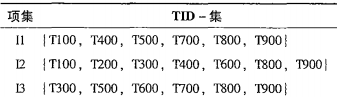 项集 TID－集
I1 {T100, T400, T500, T700, T800, T900}
I2 {T100, T200, T300, T400, T600, T800, T900}
I3 {T300, T500, T600, T700, T800, T900}